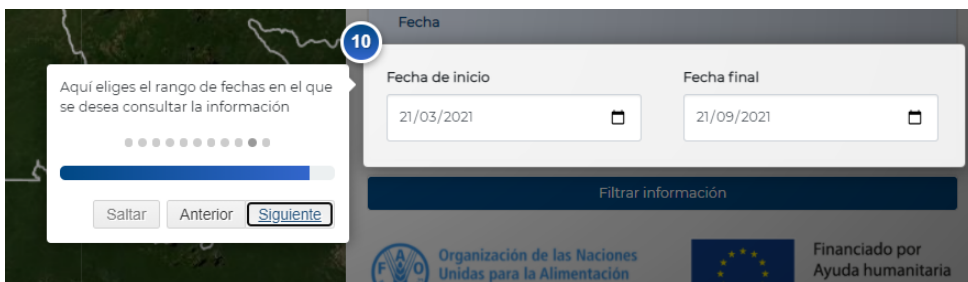 Fecha
10
Aquí eliges el rango de fechas en el que
se desea consultar la información
Saltar
Anterior
Siguiente
Fecha de inicio
Fecha final
21/03/2021
21/09/2021
Filtrar información
FAO
Organización de las Naciones
Unidas para la Alimentación
Financiado por
Ayuda humanitaria